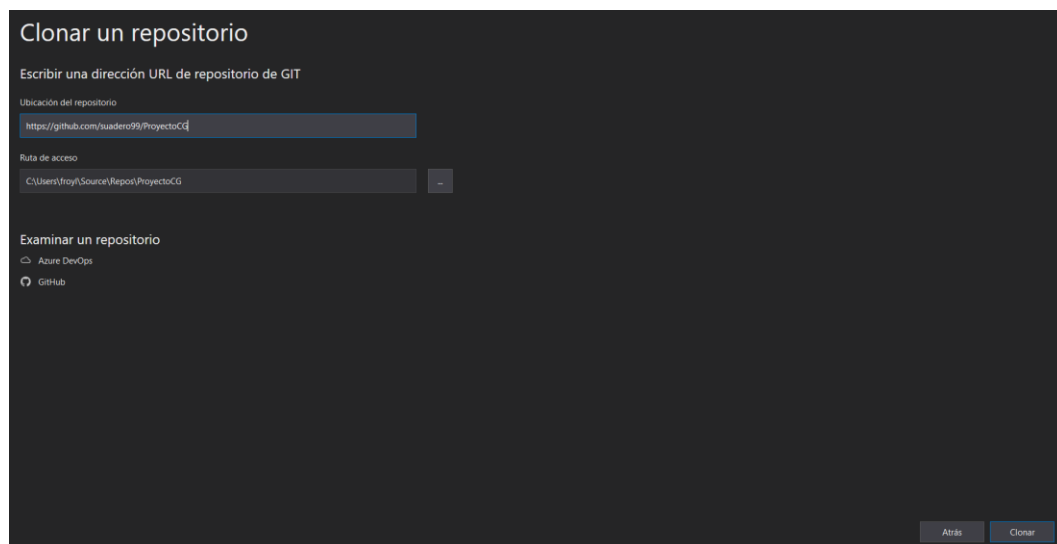 Clonar un repositorio
Escribir una dirección URL de repositorio de GIT
Ubicación del repositorio
https://github.com/suadero99/ProyectoCG
Ruta de acceso
C:\Users\froyl\Source\Repos\ProyectoCG
...
Examinar un repositorio
Azure DevOps
GitHub
Atrás
Clonar